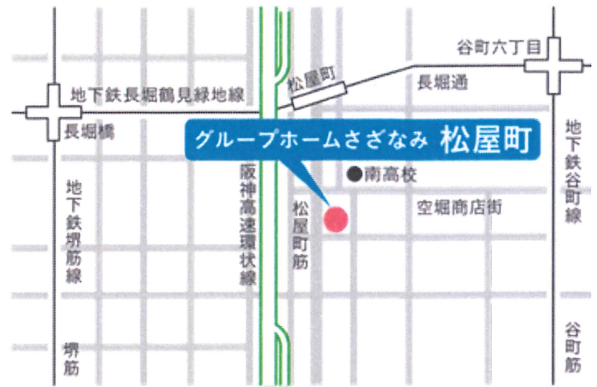 谷町六丁目
松屋町
長堀通
地下鉄長堀鶴見緑地線
長堀橋
グループホームさざなみ 松屋町
地下鉄谷町線
南高校
阪神高速環状線
地下鉄堺筋線
松屋町筋
空堀商店街
堺筋
谷町筋